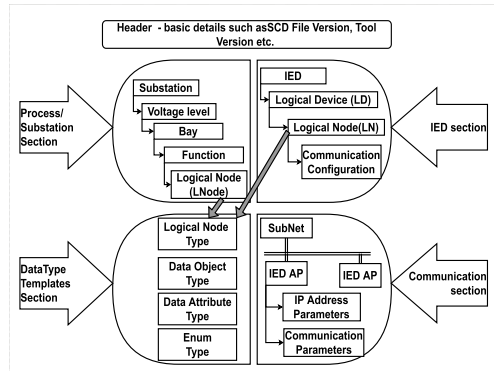 Header - basic details such asSCD File Version, Tool
Version etc.
Process/
Substation
Section
Substation
Voltage level
Bay
Function
Logical Node
(LNode)
IED
Logical Device (LD)
Logical Node(LN)
Communication
Configuration
IED section
DataType
Templates
Section
Logical Node
Type
Data Object
Type
Data Attribute
Type
Enum
Type
SubNet
IED AP
IED AP
IP Address
Parameters
Communication
Parameters
Communication
section